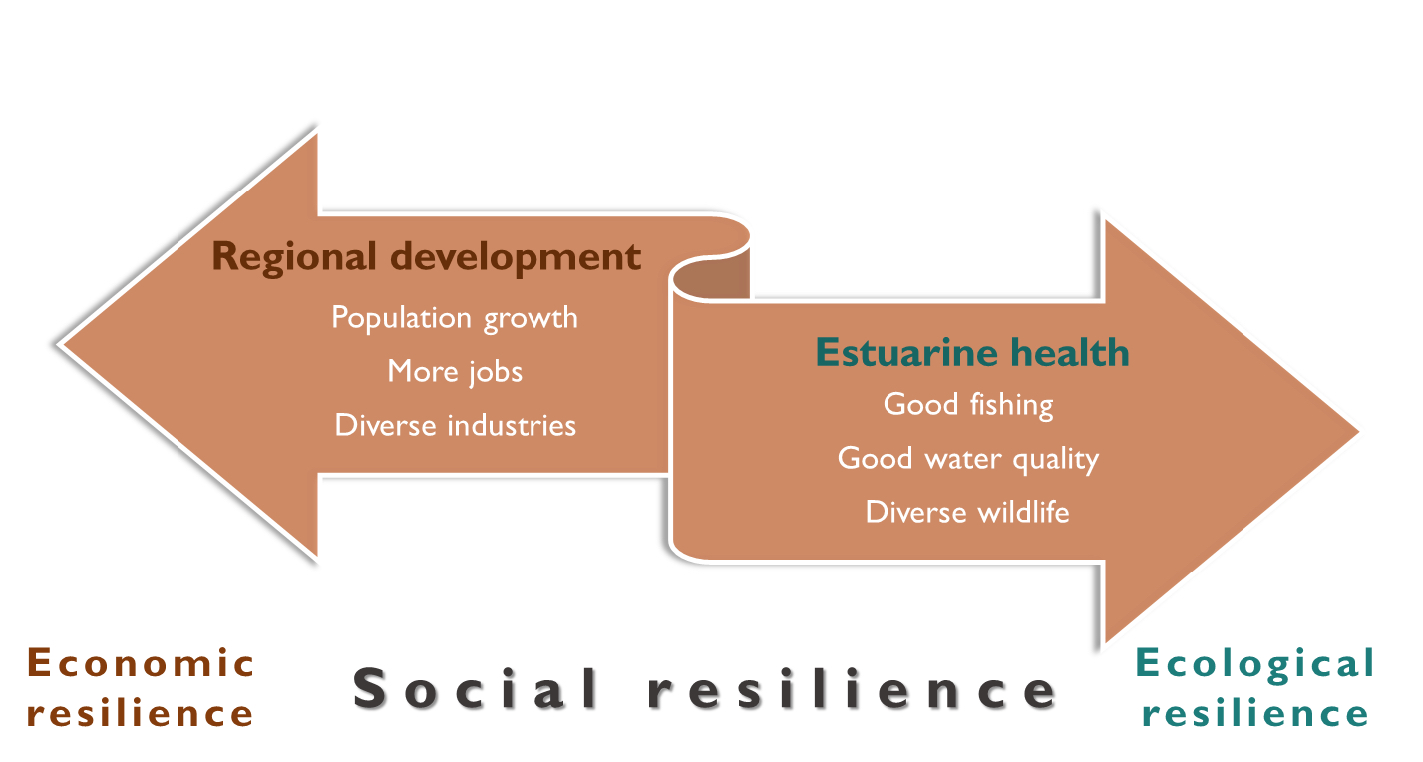 Regional development
Population growth
More jobs
Diverse industries
Estuarine health
Good fishing
Good water quality
Diverse wildlife
Economic
resilience
Social resilience
Ecological
resilience